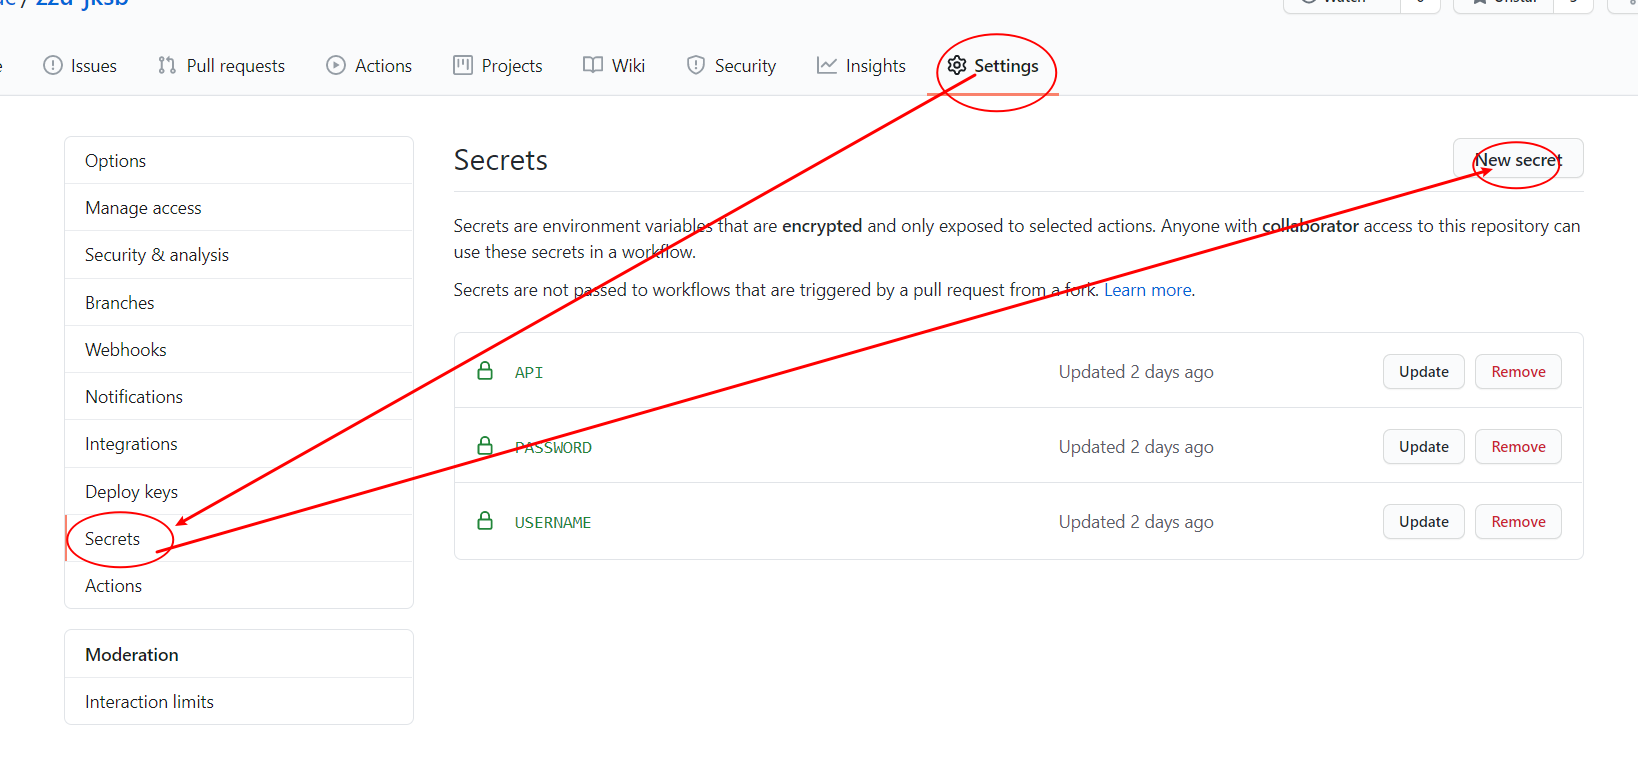 / zzu-jksb
Issues Pull requests Actions Projects Wiki Security Insights Settings
Options
Manage access
Security & analysis
Branches
Webhooks
Notifications
Integrations
Deploy keys
Secrets
Actions
Moderation
Interaction limits
Secrets
New secret
Secrets are environment variables that are encrypted and only exposed to selected actions. Anyone with collaborator access to this repository can
use these secrets in a workflow.
Secrets are not passed to workflows that are triggered by a pull request from a fork. Learn more.
API Updated 2 days ago Update Remove
PASSWORD Updated 2 days ago Update Remove
USERNAME Updated 2 days ago Update Remove